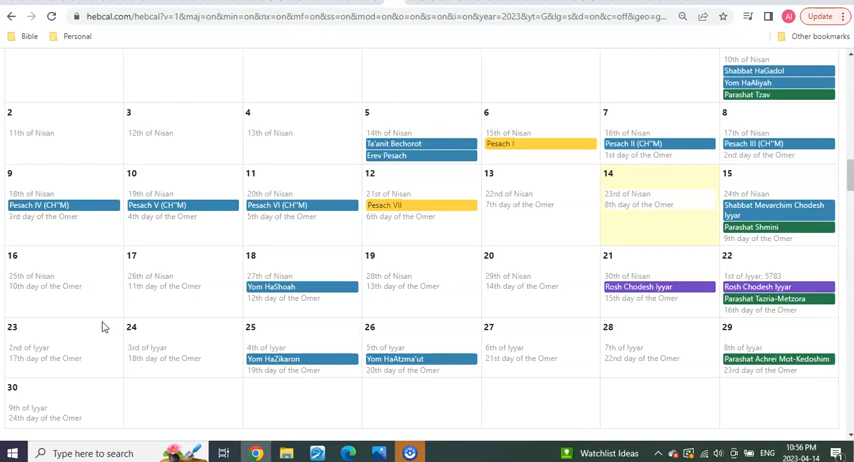 hebcal.com/hebcal?v=1&maj=on&min=on&nx=on&mf=on&ss=on&mod=on&o=on&s=on&i=on&year=2023&yt=G&lg=s&d=on&c=off&geo=g...
AI
Update
Bible
Personal
Other bookmarks
10th of Nisan
Shabbat HaGadol
Yom HaAliyah
Parashat Tzav
2
3
4
5
6
7
8
11th of Nisan
12th of Nisan
13th of Nisan
14th of Nisan
15th of Nisan
16th of Nisan
17th of Nisan
Ta'anit Bechorot
Pesach I
Pesach II (CH"M)
Pesach III (CH"M)
Erev Pesach
1st day of the Omer
2nd day of the Omer
9
10
11
12
13
14
15
18th of Nisan
19th of Nisan
20th of Nisan
21st of Nisan
22nd of Nisan
23rd of Nisan
24th of Nisan
Pesach IV (CH"M)
Pesach V (CH"M)
Pesach VI (CH"M)
Pesach VII
7th day of the Omer
8th day of the Omer
Shabbat Mevarchim Chodesh
Iyyar
3rd day of the Omer
4th day of the Omer
5th day of the Omer
6th day of the Omer
Parashat Shmini
9th day of the Omer
16
17
18
19
20
21
22
25th of Nisan
26th of Nisan
27th of Nisan
28th of Nisan
29th of Nisan
30th of Nisan
1st of Iyyar, 5783
10th day of the Omer
11th day of the Omer
Yom HaShoah
13th day of the Omer
14th day of the Omer
Rosh Chodesh Iyyar
Rosh Chodesh Iyyar
12th day of the Omer
15th day of the Omer
Parashat Tazria-Metzora
16th day of the Omer
23
24
25
26
27
28
29
2nd of Iyyar
3rd of Iyyar
4th of Iyyar
5th of Iyyar
6th of Iyyar
7th of Iyyar
8th of Iyyar
17th day of the Omer
18th day of the Omer
Yom HaZikaron
Yom HaAtzma'ut
21st day of the Omer
22nd day of the Omer
Parashat Achrei Mot-Kedoshim
19th day of the Omer
20th day of the Omer
23rd day of the Omer
30
9th of Iyyar
24th day of the Omer
Type here to search
Watchlist Ideas
ENG
10:56 PM
2023-04-14